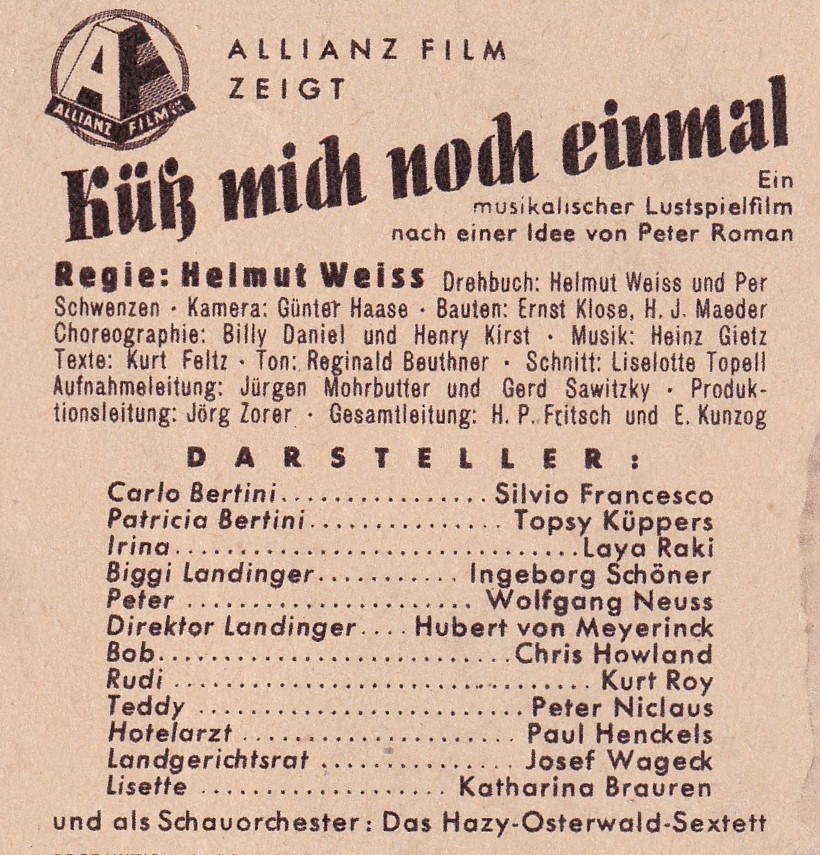 AF
ALLIANZ FILM
ALLIANZ FILM
ZEIGT
Küß mich noch einmal
Ein
musikalischer Lustspielfilm
nach einer Idee von Peter Roman
Regie: Helmut Weiss Drehbuch: Helmut Weiss und Per
Schwenzen · Kamera: Günter Haase · Bauten: Ernst Klose, H. J. Maeder
Choreographie: Billy Daniel und Henry Kirst · Musik: Heinz Gietz
Texte: Kurt Feltz · Ton: Reginald Beuthner · Schnitt: Liselotte Topell
Aufnahmeleitung: Jürgen Mohrbutter und Gerd Sawitzky · Produk-
tionsleitung: Jörg Zorer · Gesamtleitung: H. P. Fritsch und E. Kunzog
DARSTELLER:
Carlo Bertini................Silvio Francesco
Patricia Bertini...............Topsy Küppers
Irina...............................Laya Raki
Biggi Landinger...........Ingeborg Schöner
Peter ......................Wolfgang Neuss
Direktor Landinger....Hubert von Meyerinck
Bob...........................Chris Howland
Rudi ................................Kurt Roy
Teddy ..........................Peter Niclaus
Hotelarzt .....................Paul Henckels
Landgerichtsrat ...............Josef Wageck
Lisette ...................Katharina Brauren
und als Schauorchester: Das Hazy-Osterwald-Sextett